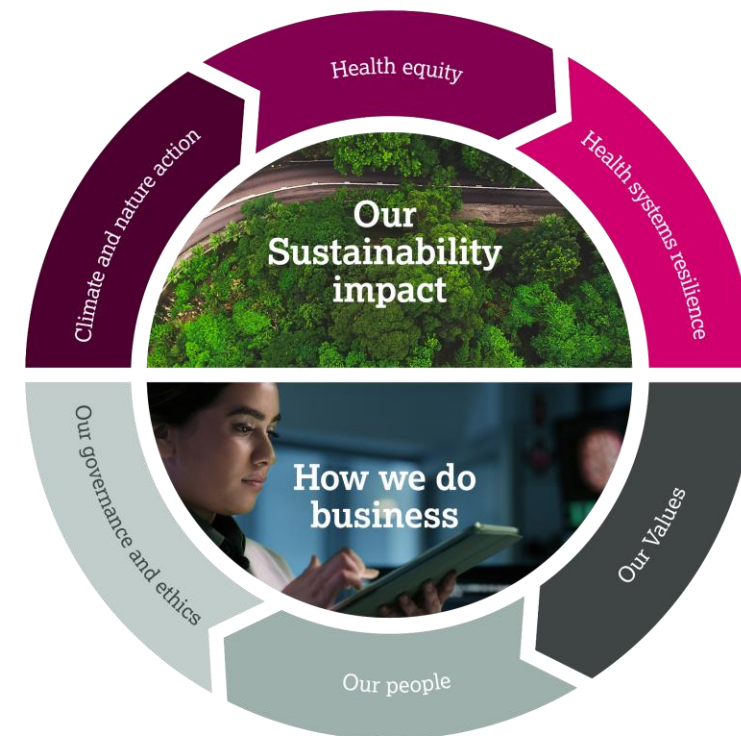 Climate and nature action
Health equity
Health systems resilience
Our
Sustainability
impact
How we do
business
Our governance and ethics
Our people
Our Values